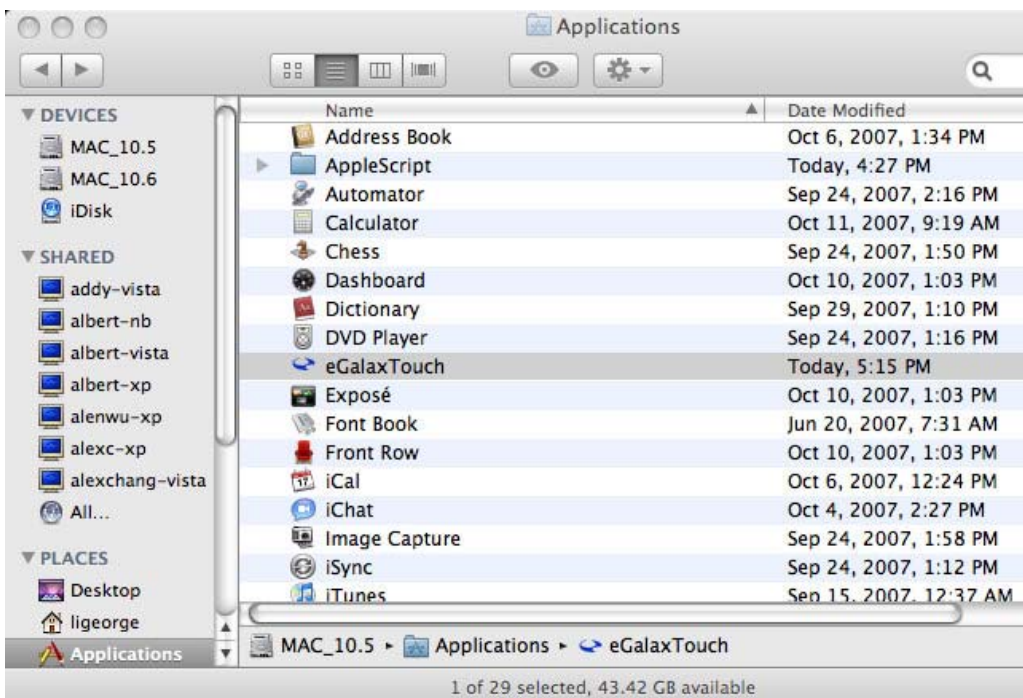 Applications
DEVICES
MAC_10.5
MAC_10.6
iDisk
SHARED
addy-vista
albert-nb
albert-vista
albert-xp
alenwu-xp
alexc-xp
alexchang-vista
All...
PLACES
Desktop
ligeorge
Applications
Name Date Modified
Address Book Oct 6, 2007, 1:34 PM
AppleScript Today, 4:27 PM
Automator Sep 24, 2007, 2:16 PM
Calculator Oct 11, 2007, 9:19 AM
Chess Sep 24, 2007, 1:50 PM
Dashboard Oct 10, 2007, 1:03 PM
Dictionary Sep 29, 2007, 1:10 PM
DVD Player Sep 24, 2007, 1:16 PM
eGalaxTouch Today, 5:15 PM
Exposé Oct 10, 2007, 1:03 PM
Font Book Jun 20, 2007, 7:31 AM
Front Row Oct 10, 2007, 1:03 PM
iCal Oct 6, 2007, 12:24 PM
iChat Oct 4, 2007, 2:27 PM
Image Capture Sep 24, 2007, 1:58 PM
iSync Sep 24, 2007, 1:12 PM
iTunes Sep 15, 2007, 12:37 AM
MAC_10.5 ▸ Applications ▸ eGalaxTouch
1 of 29 selected, 43.42 GB available